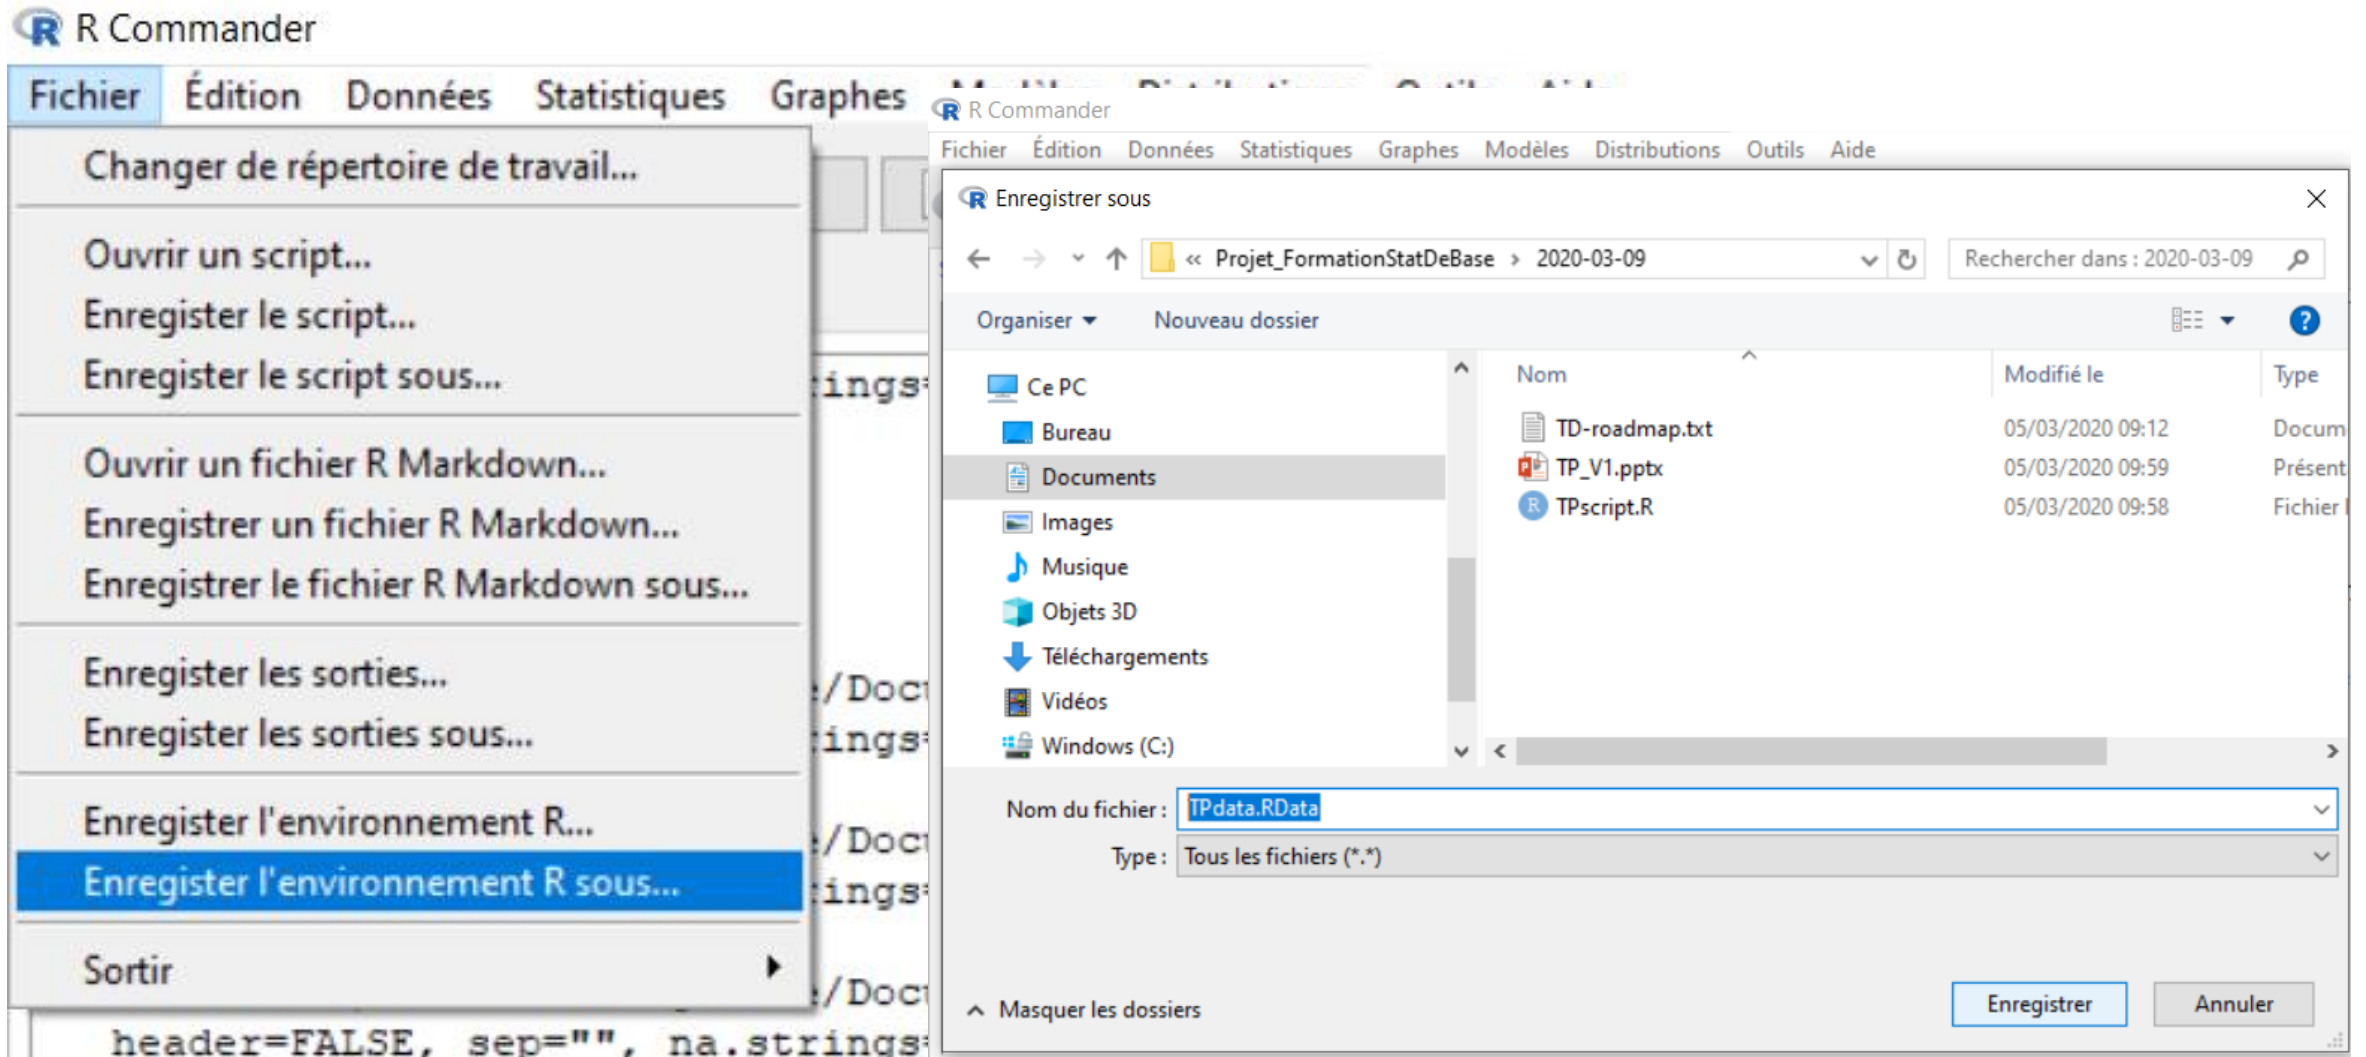 R Commander
Fichier Édition Données Statistiques Graphes
Changer de répertoire de travail...
Ouvrir un script...
Enregister le script...
Enregister le script sous...
Ouvrir un fichier R Markdown...
Enregistrer un fichier R Markdown...
Enregistrer le fichier R Markdown sous...
Enregister les sorties...
Enregister les sorties sous...
Enregister l'environnement R...
Enregister l'environnement R sous...
Sortir
header=FALSE, sep="", na.strings=
R Commander
Fichier Édition Données Statistiques Graphes Modèles Distributions Outils Aide
Enregistrer sous
« Projet_FormationStatDeBase › 2020-03-09
Rechercher dans : 2020-03-09
Organiser Nouveau dossier
Ce PC
Bureau
Documents
Images
Musique
Objets 3D
Téléchargements
Vidéos
Windows (C:)
Nom Modifié le Type
TD-roadmap.txt 05/03/2020 09:12 Docum
TP_V1.pptx 05/03/2020 09:59 Présent
TPscript.R 05/03/2020 09:58 Fichier
Nom du fichier : TPdata.RData
Type : Tous les fichiers (*.*)
Masquer les dossiers
Enregistrer Annuler